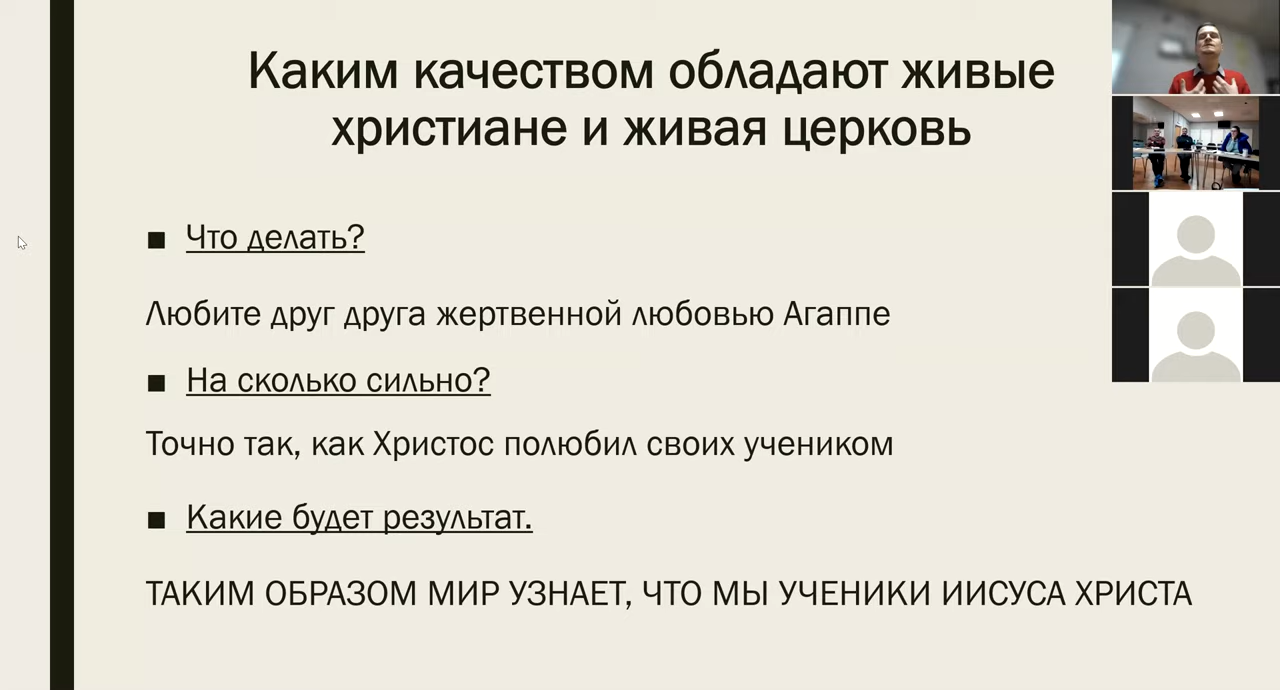 Каким качеством обладают живые
христиане и живая церковь
■ Что делать?
Любите друг друга жертвенной любовью Агаппе
■ На сколько сильно?
Точно так, как Христос полюбил своих учеником
■ Какие будет результат.
ТАКИМ ОБРАЗОМ МИР УЗНАЕТ, ЧТО МЫ УЧЕНИКИ ИИСУСА ХРИСТА